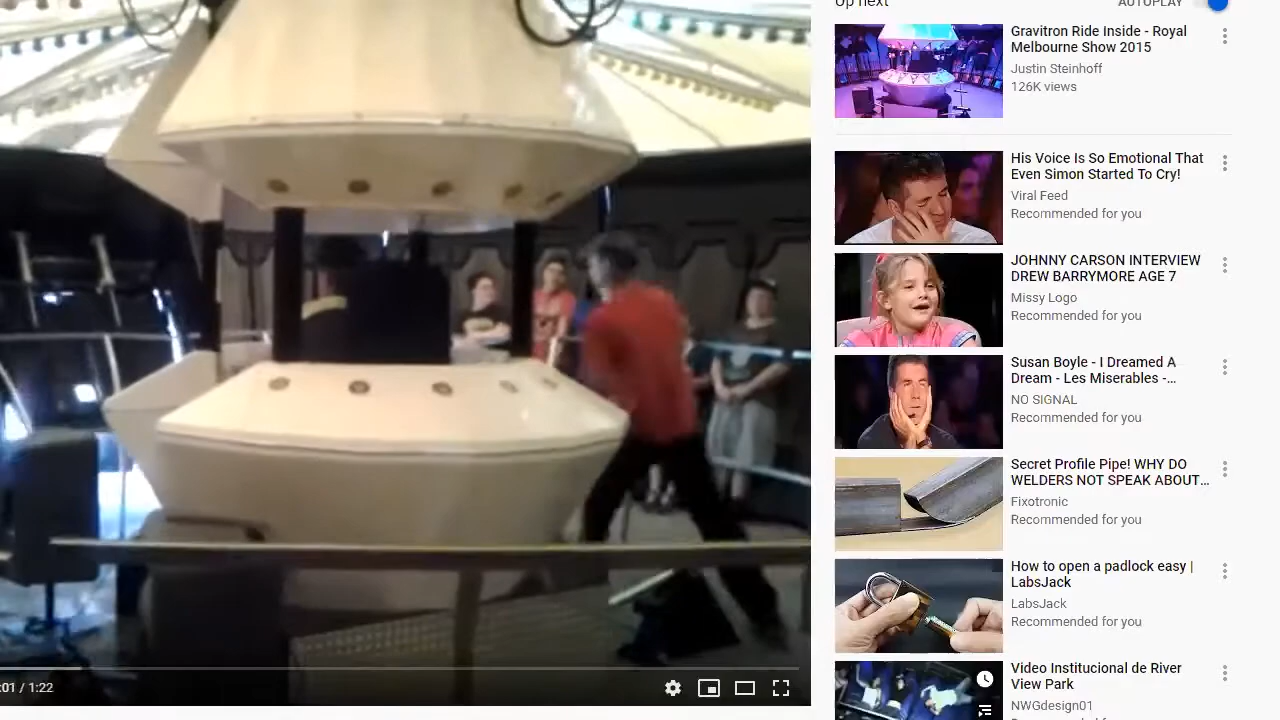 Up next
AUTOPLAY
Gravitron Ride Inside - Royal
Melbourne Show 2015
Justin Steinhoff
126K views
His Voice Is So Emotional That
Even Simon Started To Cry!
Viral Feed
Recommended for you
JOHNNY CARSON INTERVIEW
DREW BARRYMORE AGE 7
Missy Logo
Recommended for you
Susan Boyle - I Dreamed A
Dream - Les Miserables -...
NO SIGNAL
Recommended for you
Secret Profile Pipe! WHY DO
WELDERS NOT SPEAK ABOUT...
Fixotronic
Recommended for you
How to open a padlock easy |
LabsJack
LabsJack
Recommended for you
Video Institucional de River
View Park
NWGdesign01
:01 / 1:22